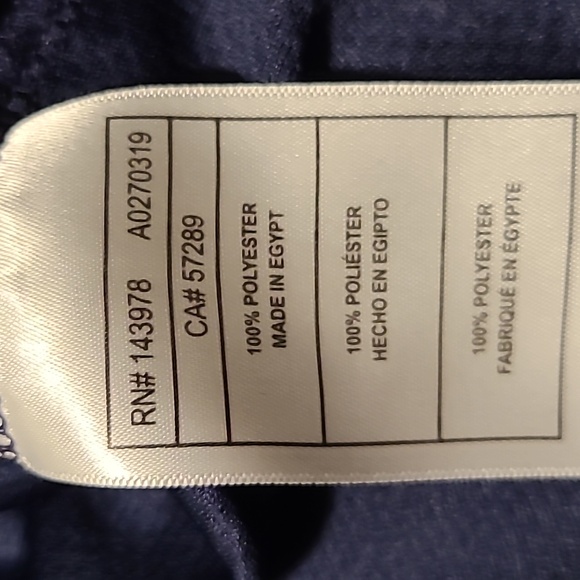 RN# 143978 A0270319
CA# 57289
100% POLYESTER
MADE IN EGYPT
100% POLIÉSTER
HECHO EN EGIPTO
100% POLYESTER
FABRIQUÉ EN ÉGYPTE